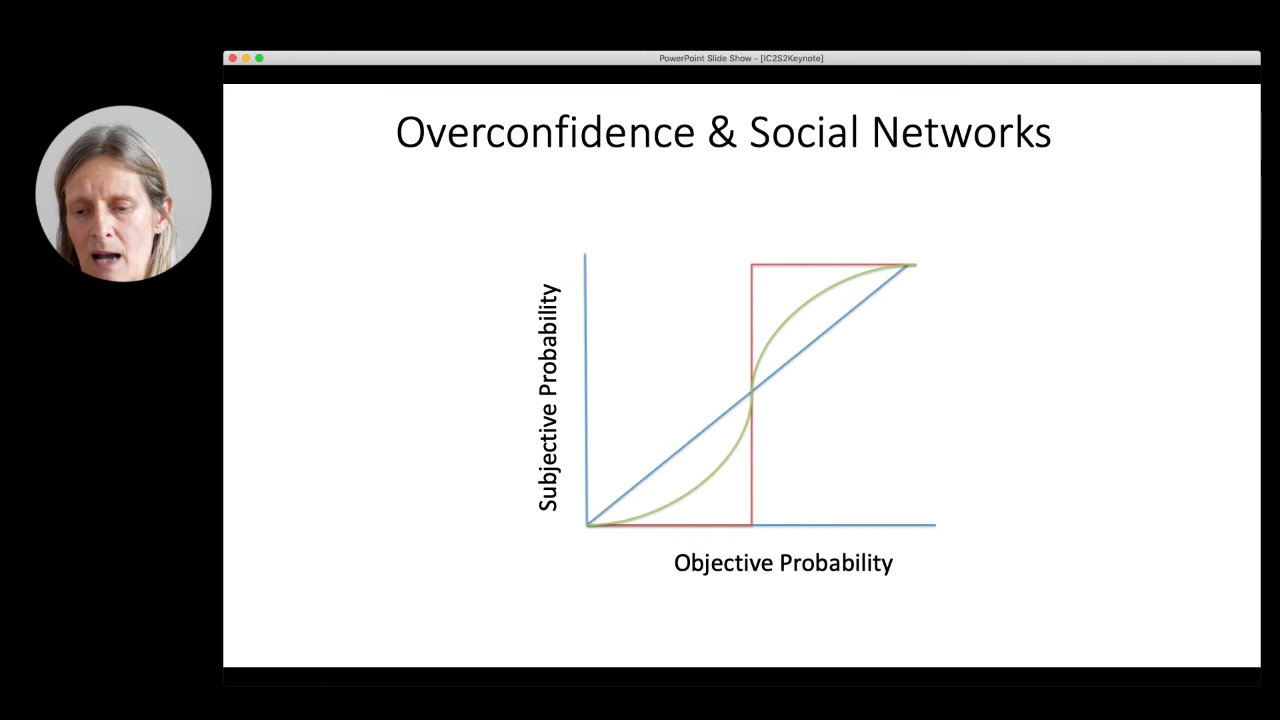 PowerPoint Slide Show - [IC2S2Keynote]
Overconfidence & Social Networks
Subjective Probability
Objective Probability